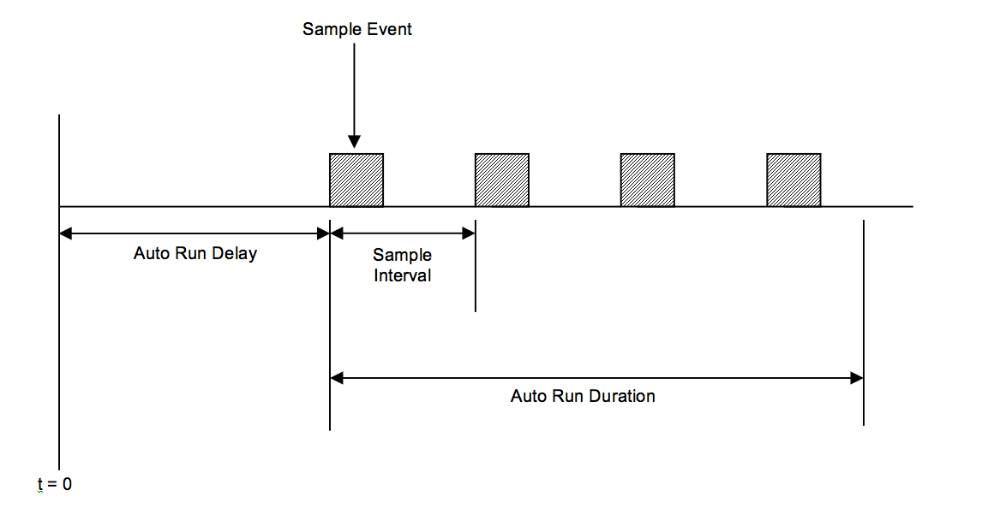 Sample Event
Auto Run Delay
Sample
Interval
Auto Run Duration
t = 0